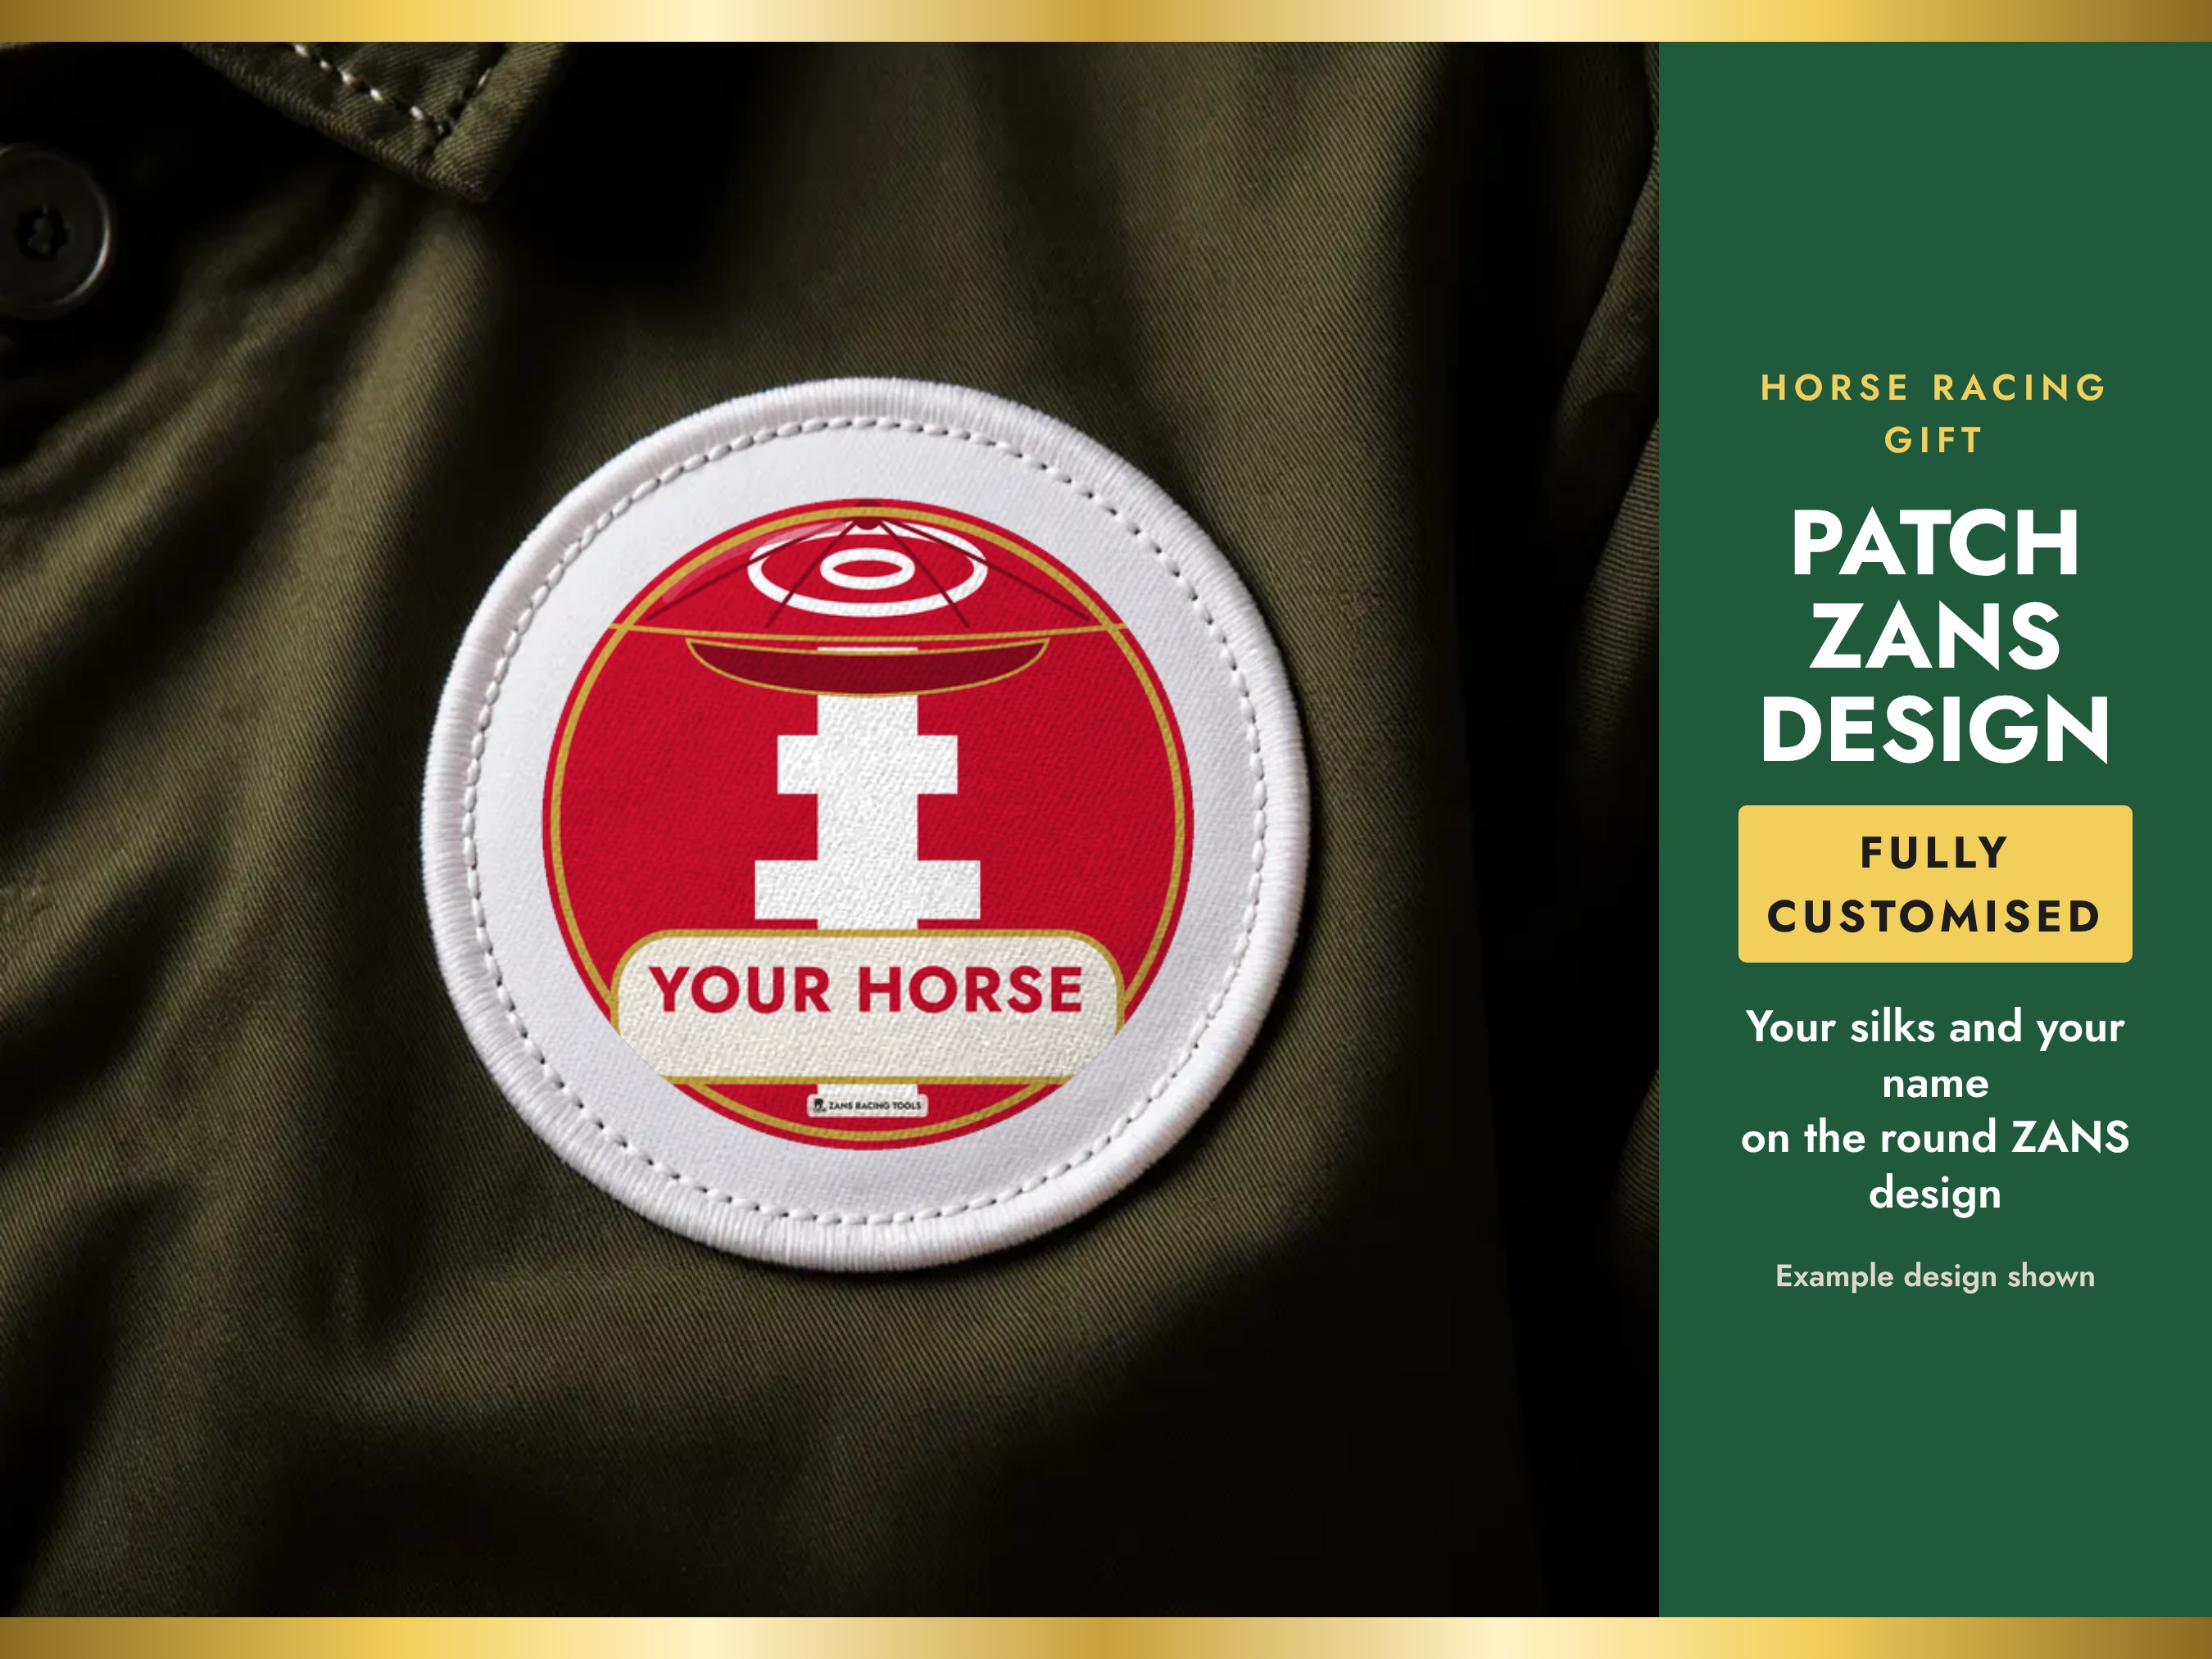 YOUR HORSE
ZANS RACING TOOLS
HORSE RACING
GIFT
PATCH
ZANS
DESIGN
FULLY
CUSTOMISED
Your silks and your
name
on the round ZANS
design
Example design shown